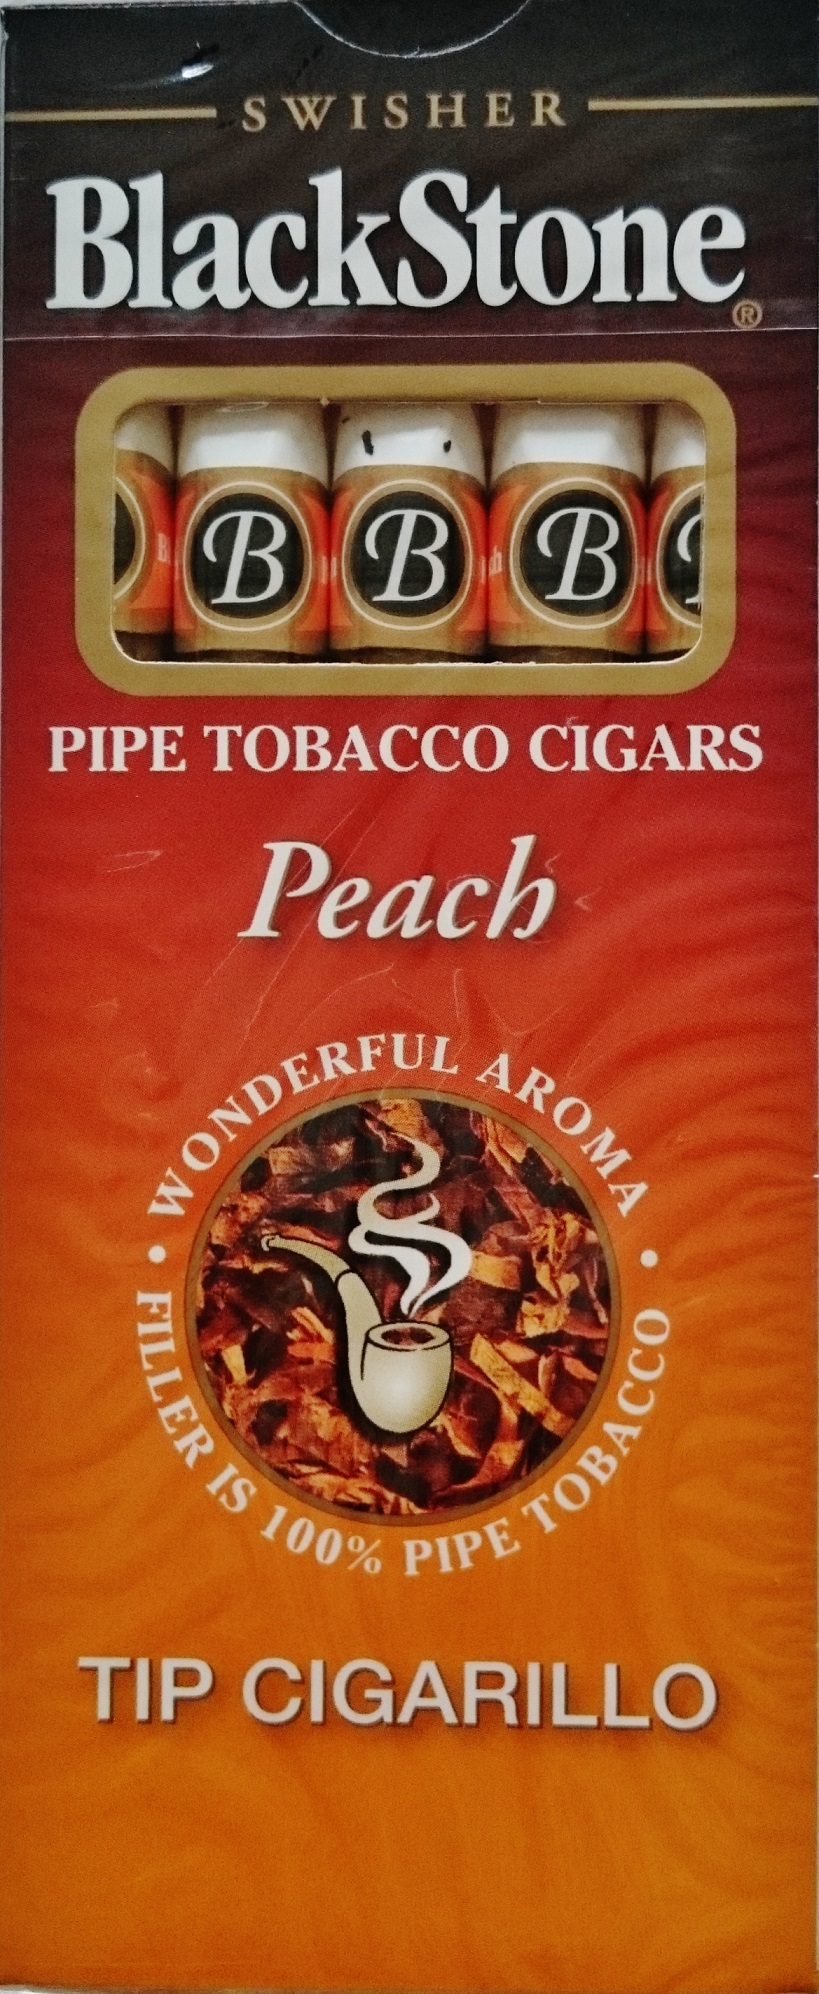 SWISHER
BlackStone®
B B B
PIPE TOBACCO CIGARS
Peach
• WONDERFUL AROMA •
FILLER IS 100% PIPE TOBACCO
TIP CIGARILLO